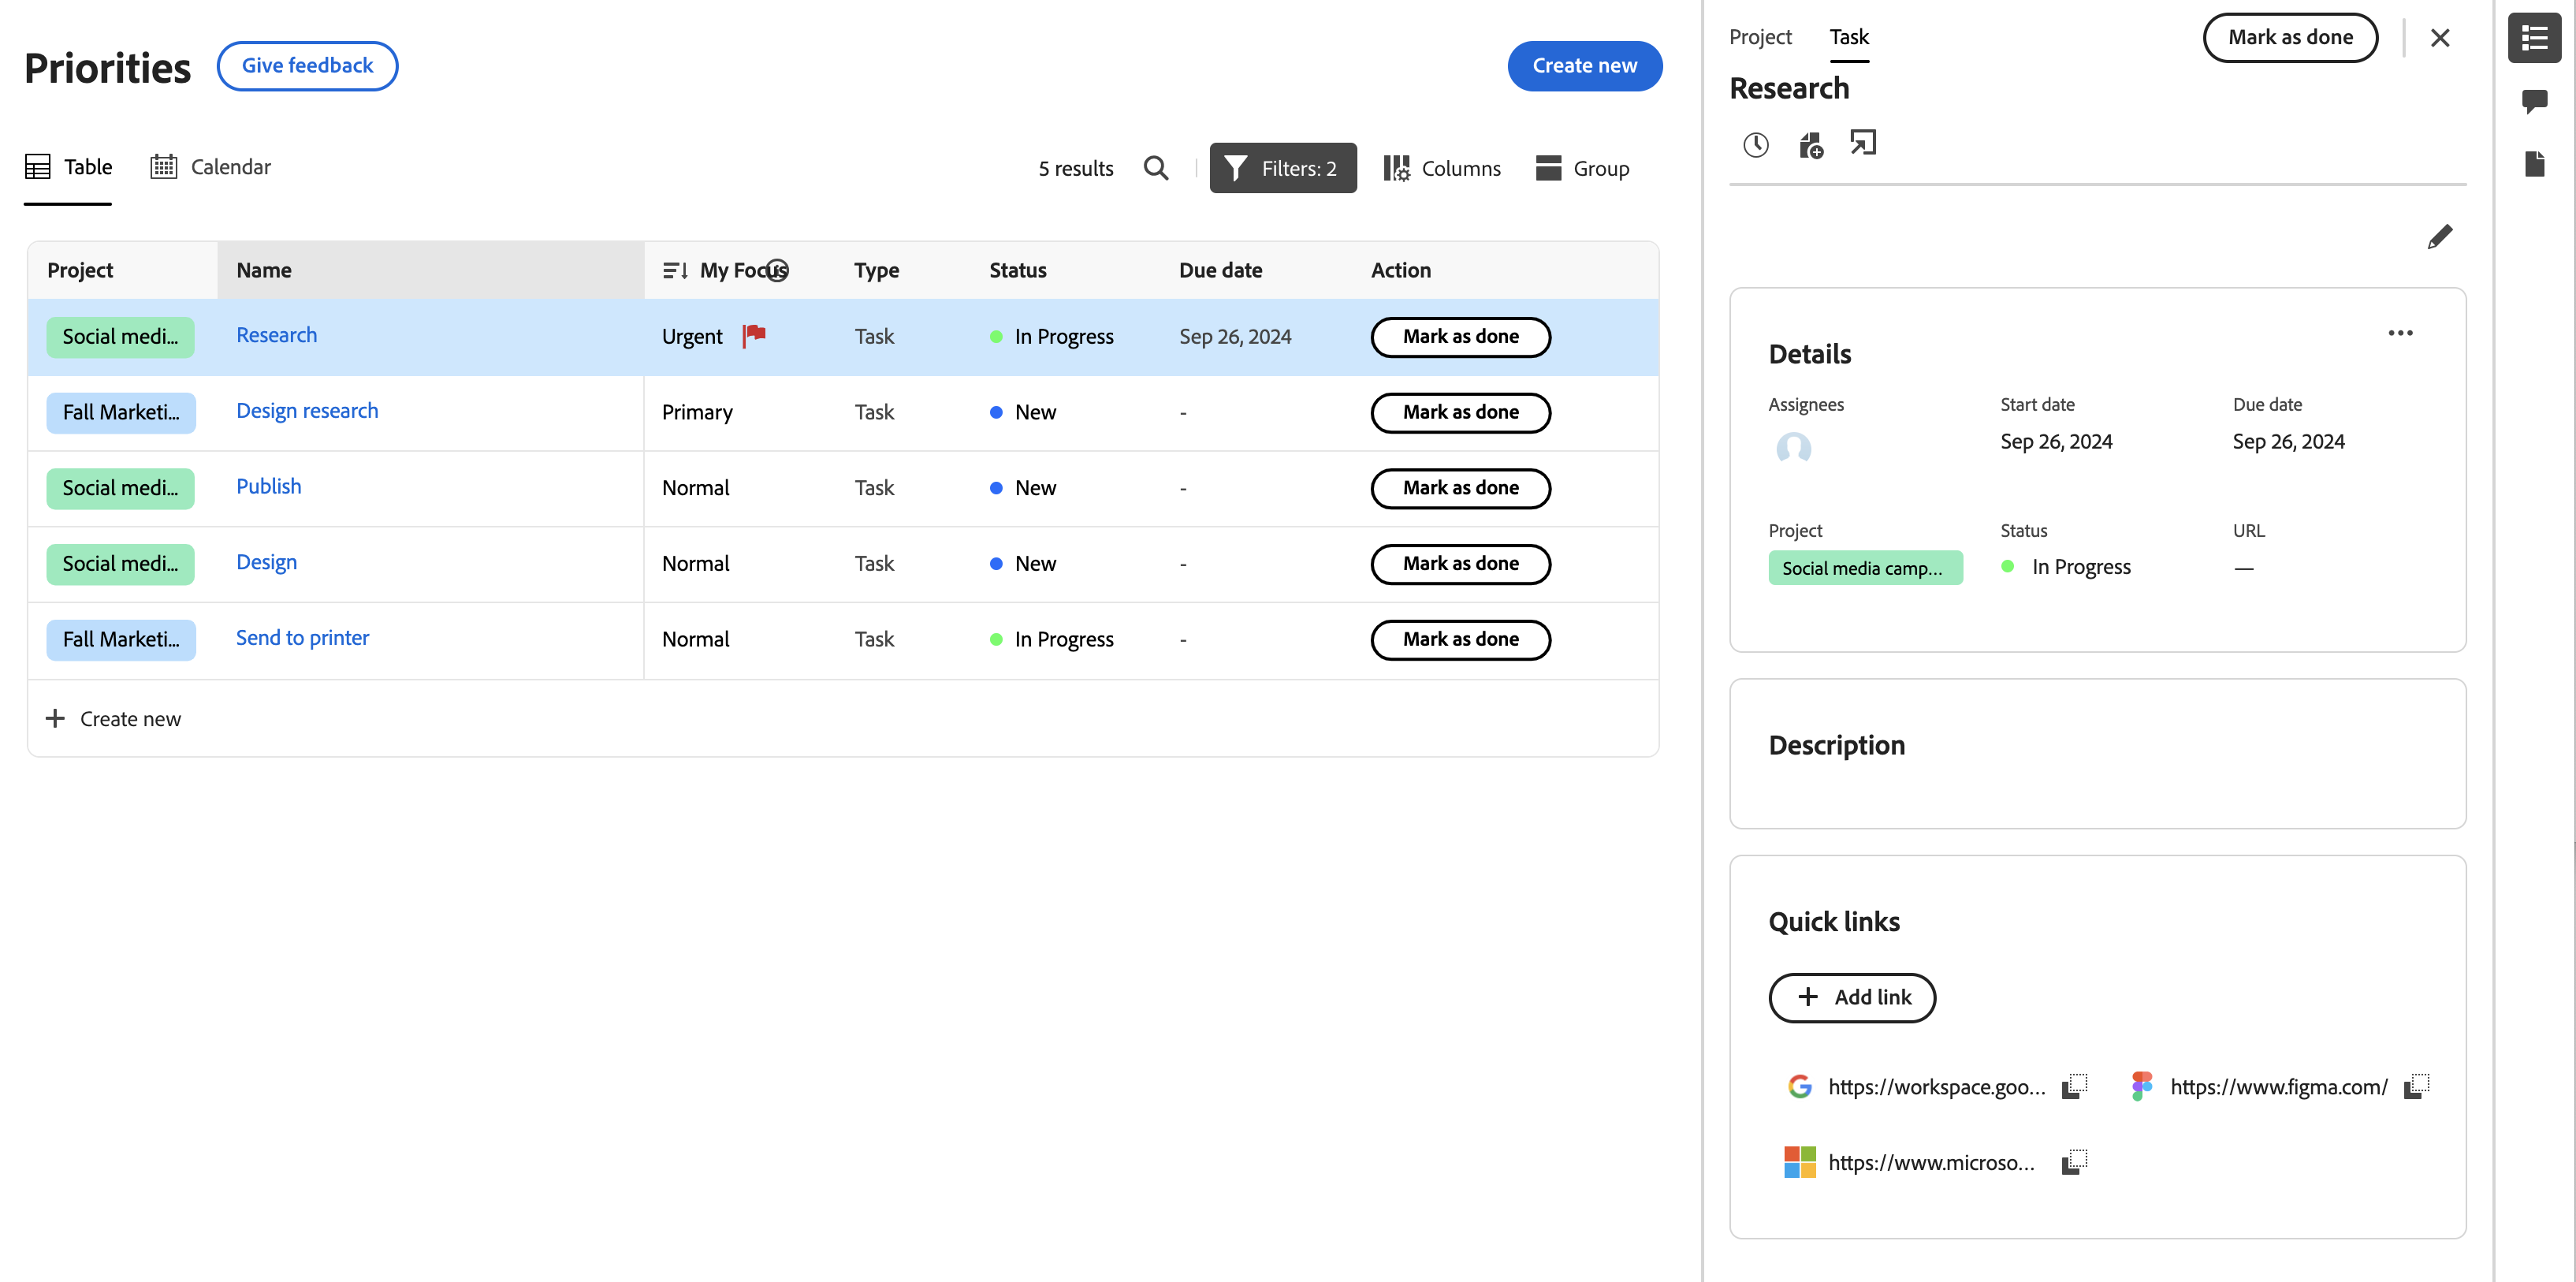 Priorities
Give feedback
Create new
Table
Calendar
5 results
Filters: 2
Columns
Group
Project Name My Focus Type Status Due date Action
Social medi... Research Urgent Task In Progress Sep 26, 2024 Mark as done
Fall Marketi... Design research Primary Task New - Mark as done
Social medi... Publish Normal Task New - Mark as done
Social medi... Design Normal Task New - Mark as done
Fall Marketi... Send to printer Normal Task In Progress - Mark as done
+ Create new
Project Task Mark as done
Research
Details
Assignees Start date Due date
Sep 26, 2024 Sep 26, 2024
Project Status URL
Social media camp... In Progress —
Description
Quick links
+ Add link
https://workspace.goo... https://www.figma.com/
https://www.microso...